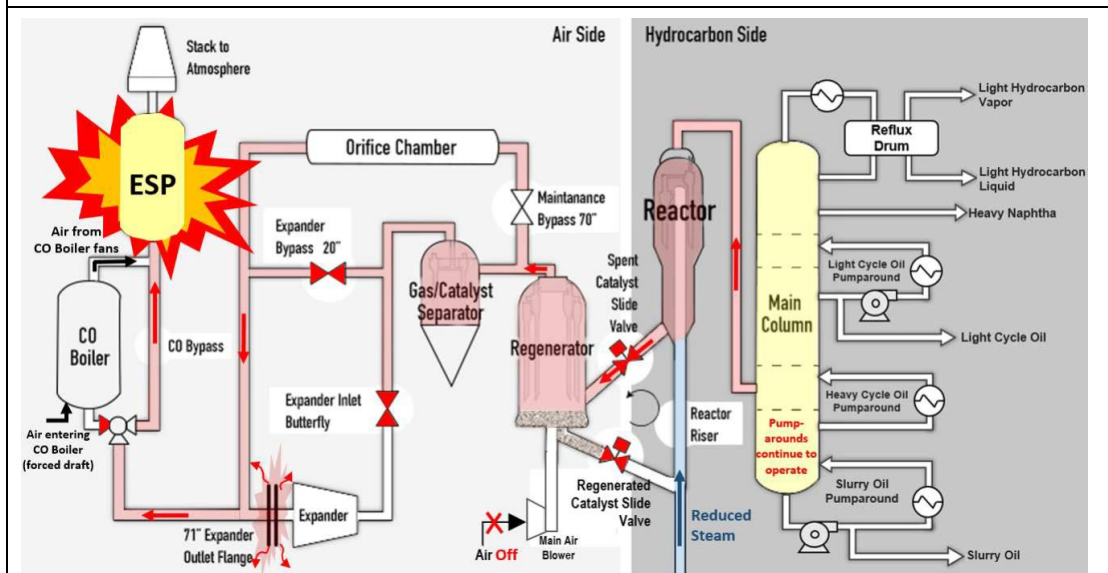 Air Side
Hydrocarbon Side
Stack to
Atmosphere
ESP
Air from
CO Boiler fans
CO
Boiler
CO Bypass
Air entering
CO Boiler
(forced draft)
Orifice Chamber
Expander
Bypass 20"
Maintanance
Bypass 70"
Gas/Catalyst
Separator
Regenerator
Expander Inlet
Butterfly
71" Expander
Outlet Flange
Expander
Air Off
Main Air
Blower
Spent
Catalyst
Slide
Valve
Reactor
Reactor
Riser
Regenerated
Catalyst Slide
Valve
Reduced
Steam
Main
Column
Pump-
arounds
continue to
operate
Reflux
Drum
Light Hydrocarbon
Vapor
Light Hydrocarbon
Liquid
Heavy Naphtha
Light Cycle Oil
Pumparound
Light Cycle Oil
Heavy Cycle Oil
Pumparound
Slurry Oil
Pumparound
Slurry Oil